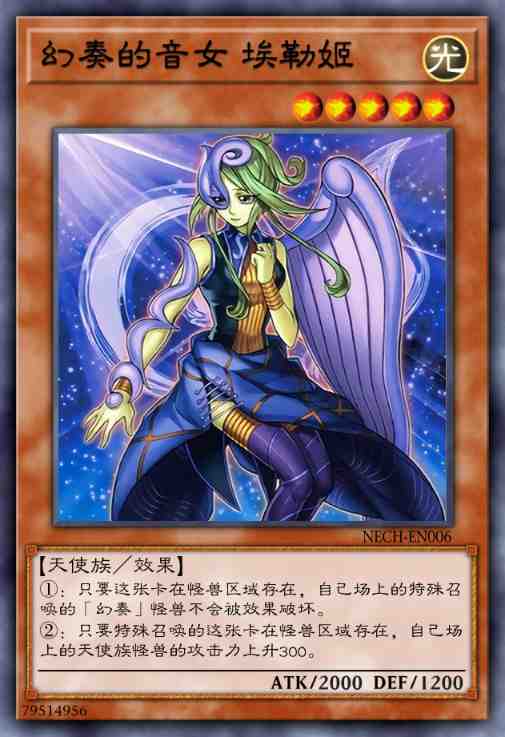 幻奏的音女 埃勒姬
光
NECH-EN006
【天使族／效果】
①：只要这张卡在怪兽区域存在，自己场上的特殊召
唤的「幻奏」怪兽不会被效果破坏。
②：只要特殊召唤的这张卡在怪兽区域存在，自己场
上的天使族怪兽的攻击力上升300。
ATK/2000 DEF/1200
79514956